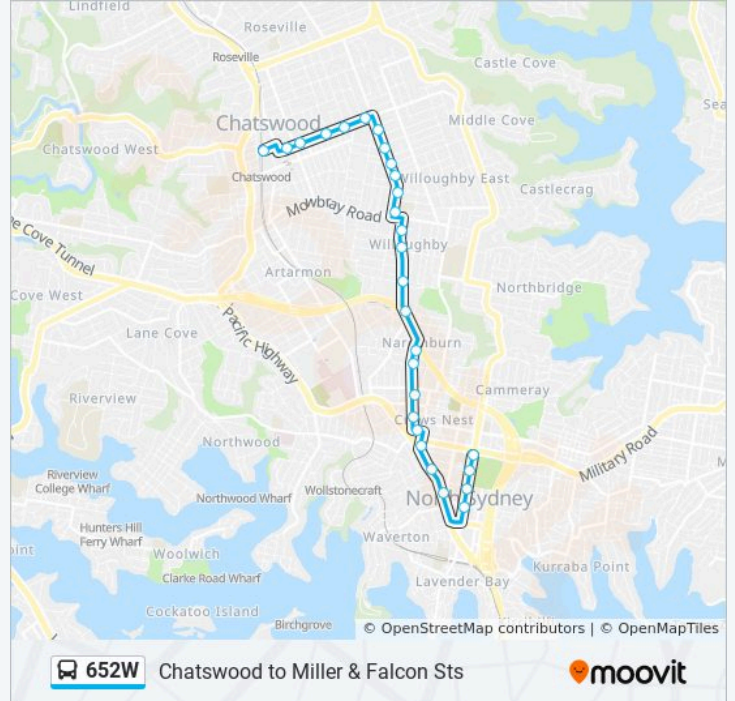 Lindfield
Roseville
Roseville
Castle Cove
Sea
Chatswood
Middle Cove
Chatswood West
Chatswood
Willoughby East
Castlecrag
Mowbray Road
e Cove Tunnel
Willoughby
Artarmon
Cove West
Northbridge
Lane Cove
Pacific Highway
Naremburn
Cammeray
Riverview
Crows Nest
Military Road
Northwood
Riverview
College Wharf
Wollstonecraft
Northwood Wharf
North Sydney
M
Hunters Hill
Ferry Wharf
Waverton
oint
Woolwich
Kurraba Point
Clarke Road Wharf
Lavender Bay
Cockatoo Island
Birchgrove
© OpenStreetMap contributors | © OpenMapTiles
652W Chatswood to Miller & Falcon Sts
moovit